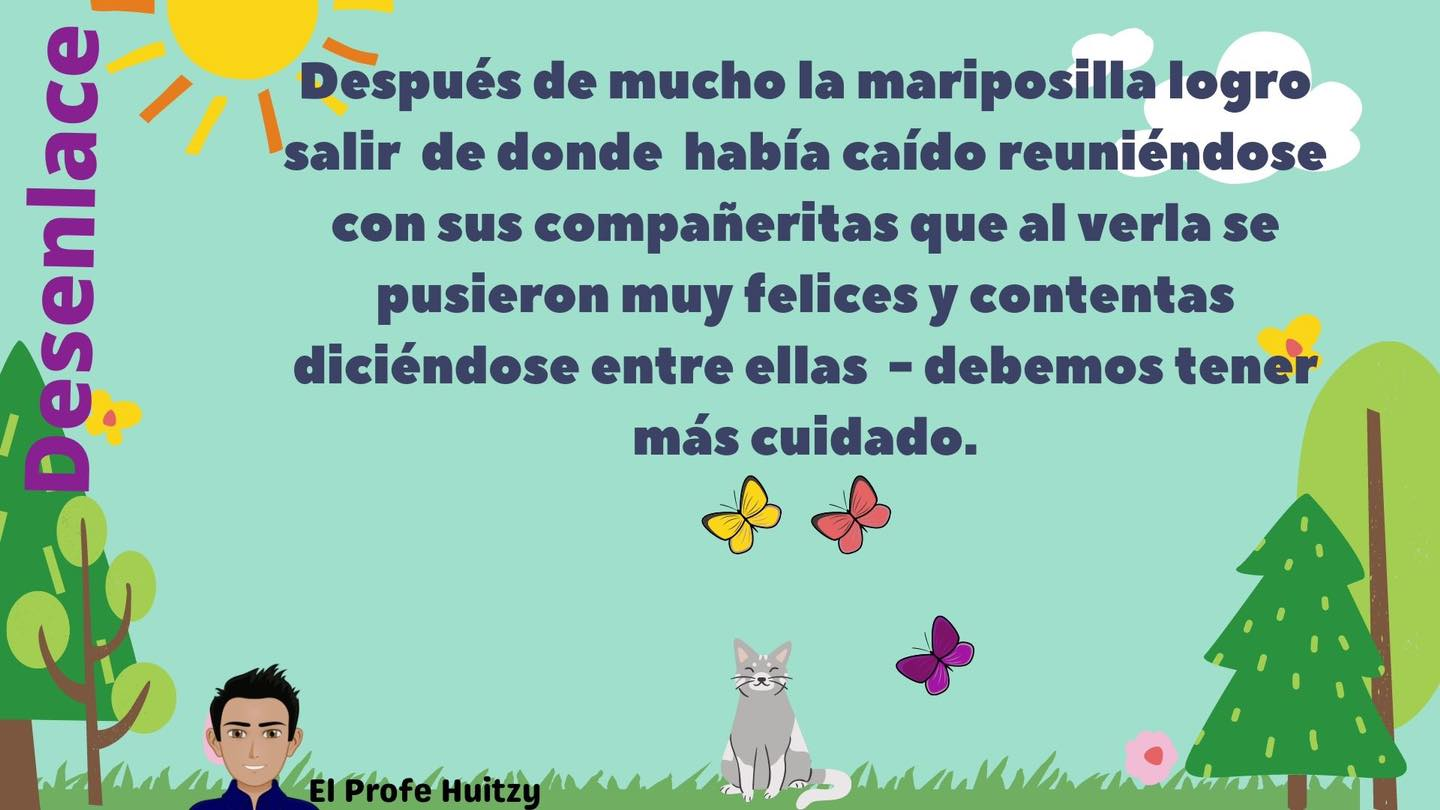 Desenlace
Después de mucho la mariposilla logro
salir de donde había caído reuniéndose
con sus compañeritas que al verla se
pusieron muy felices y contentas
diciéndose entre ellas - debemos tener
más cuidado.
El Profe Huitzy